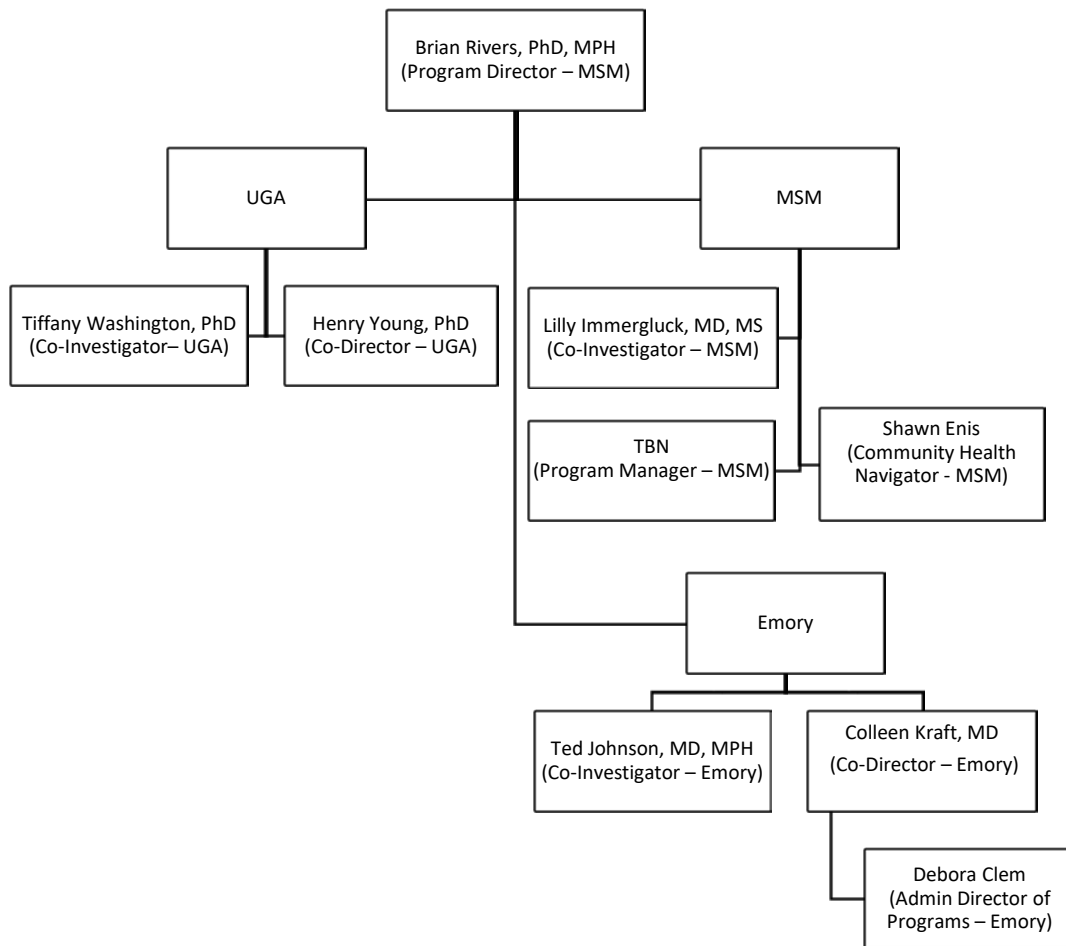 Brian Rivers, PhD, MPH
(Program Director – MSM)
UGA
MSM
Tiffany Washington, PhD
(Co-Investigator– UGA)
Henry Young, PhD
(Co-Director – UGA)
Lilly Immergluck, MD, MS
(Co-Investigator – MSM)
TBN
(Program Manager – MSM)
Shawn Enis
(Community Health
Navigator - MSM)
Emory
Ted Johnson, MD, MPH
(Co-Investigator – Emory)
Colleen Kraft, MD
(Co-Director – Emory)
Debora Clem
(Admin Director of
Programs – Emory)